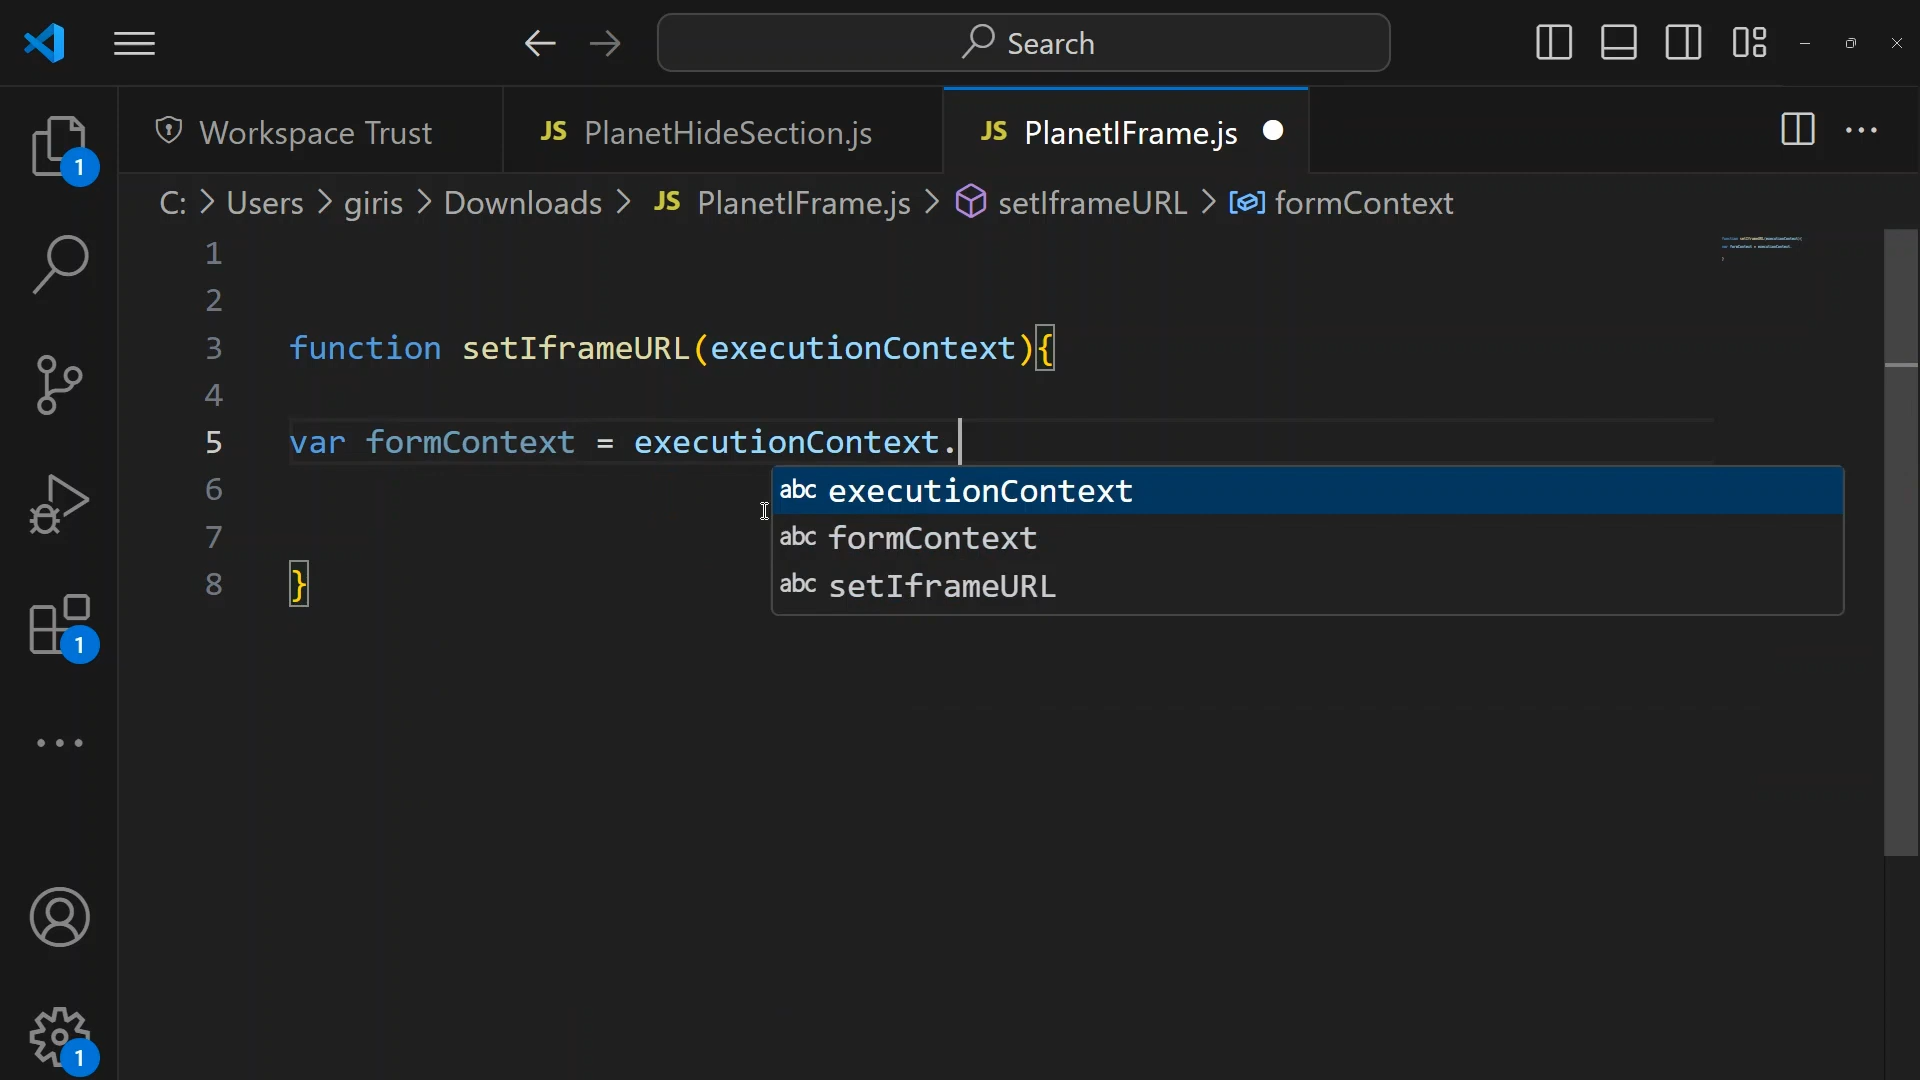 Search
Workspace Trust
JS PlanetHideSection.js
JS PlanetIFrame.js
C: > Users > giris > Downloads > JS PlanetIFrame.js > setIframeURL > formContext
1
2
3 function setIframeURL(executionContext){
4
5 var formContext = executionContext.
6
7
8 }
abc executionContext
abc formContext
abc setIframeURL
1
1
1